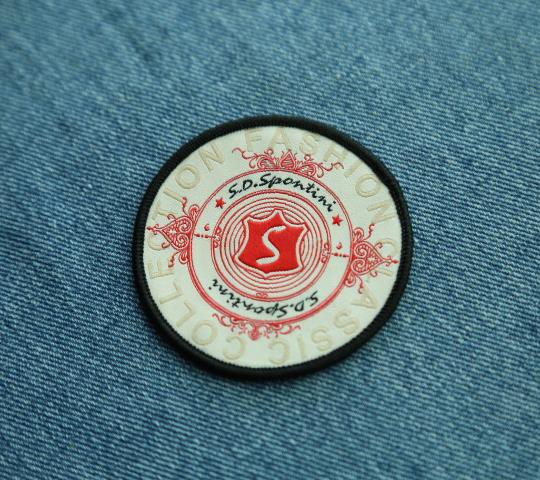 FASHION CLASSIC COLLECTION
S.D.Spontini
S
S.D.Spontini